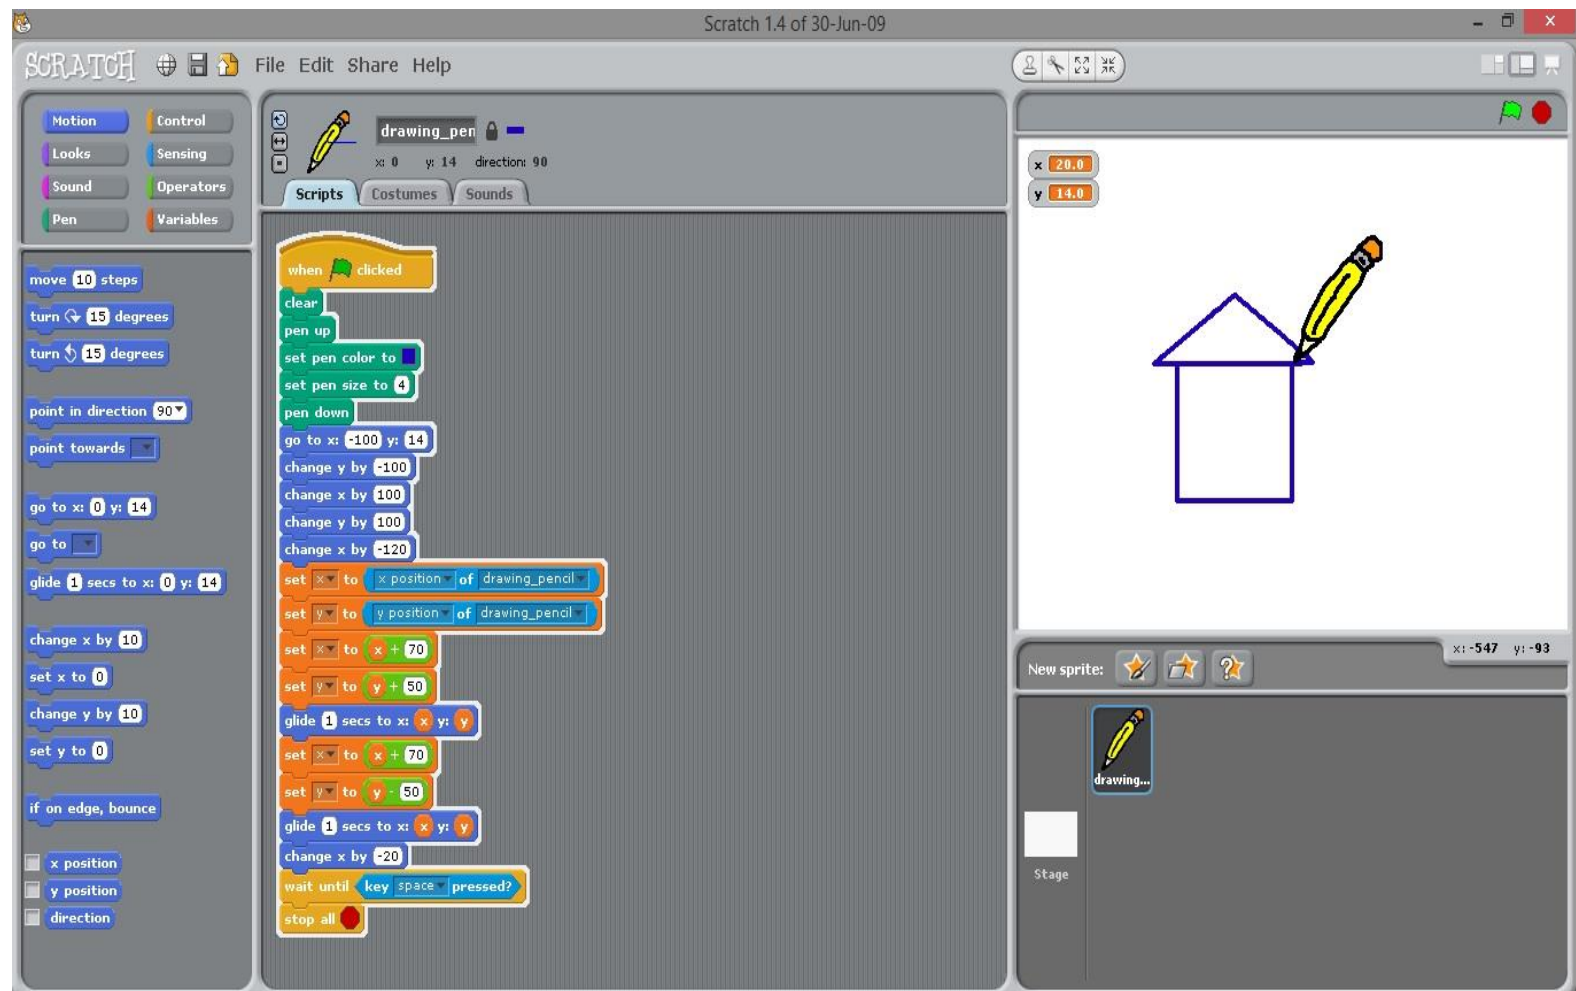 Scratch 1.4 of 30-Jun-09
SCRATCH File Edit Share Help
Motion Control
Looks Sensing
Sound Operators
Pen Variables
move 10 steps
turn 15 degrees
turn 15 degrees
point in direction 90
point towards
go to x: 0 y: 14
go to
glide 1 secs to x: 0 y: 14
change x by 10
set x to 0
change y by 10
set y to 0
if on edge, bounce
x position
y position
direction
drawing_pen
x: 0 y: 14 direction: 90
Scripts Costumes Sounds
when clicked
clear
pen up
set pen color to
set pen size to 4
pen down
go to x: -100 y: 14
change y by -100
change x by 100
change y by 100
change x by -120
set x to x position of drawing_pencil
set y to y position of drawing_pencil
set x to x + 70
set y to y + 50
glide 1 secs to x: x y: y
set x to x + 70
set y to y - 50
glide 1 secs to x: x y: y
change x by -20
wait until key space pressed?
stop all
x 20.0
y 14.0
x: -547 y: -93
New sprite:
drawing...
Stage